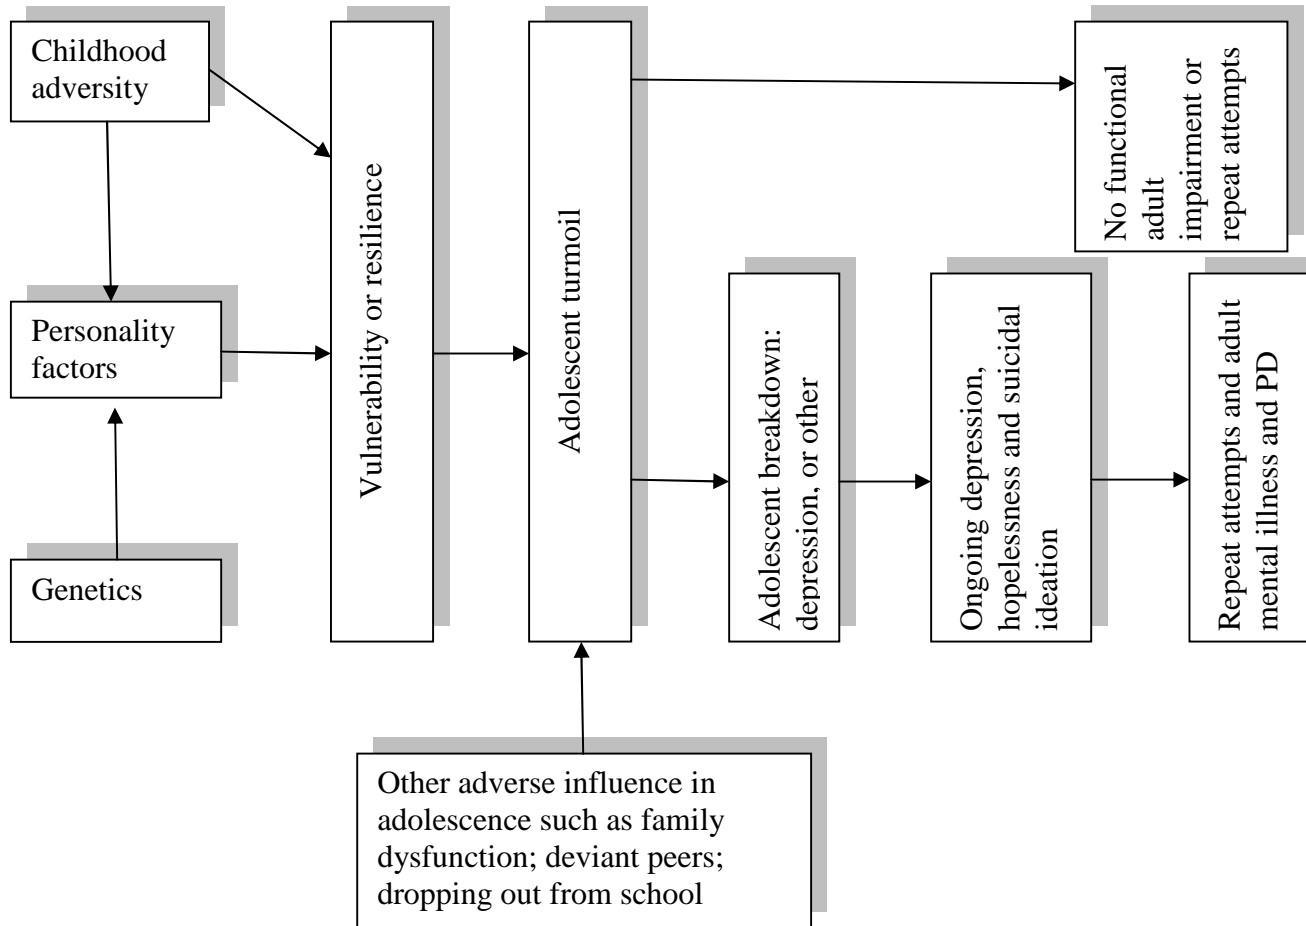 Childhood
adversity
Personality
factors
Genetics
Vulnerability or resilience
Adolescent turmoil
No functional
adult
impairment or
repeat attempts
Adolescent breakdown:
depression, or other
Ongoing depression,
hopelessness and suicidal
ideation
Repeat attempts and adult
mental illness and PD
Other adverse influence in
adolescence such as family
dysfunction; deviant peers;
dropping out from school